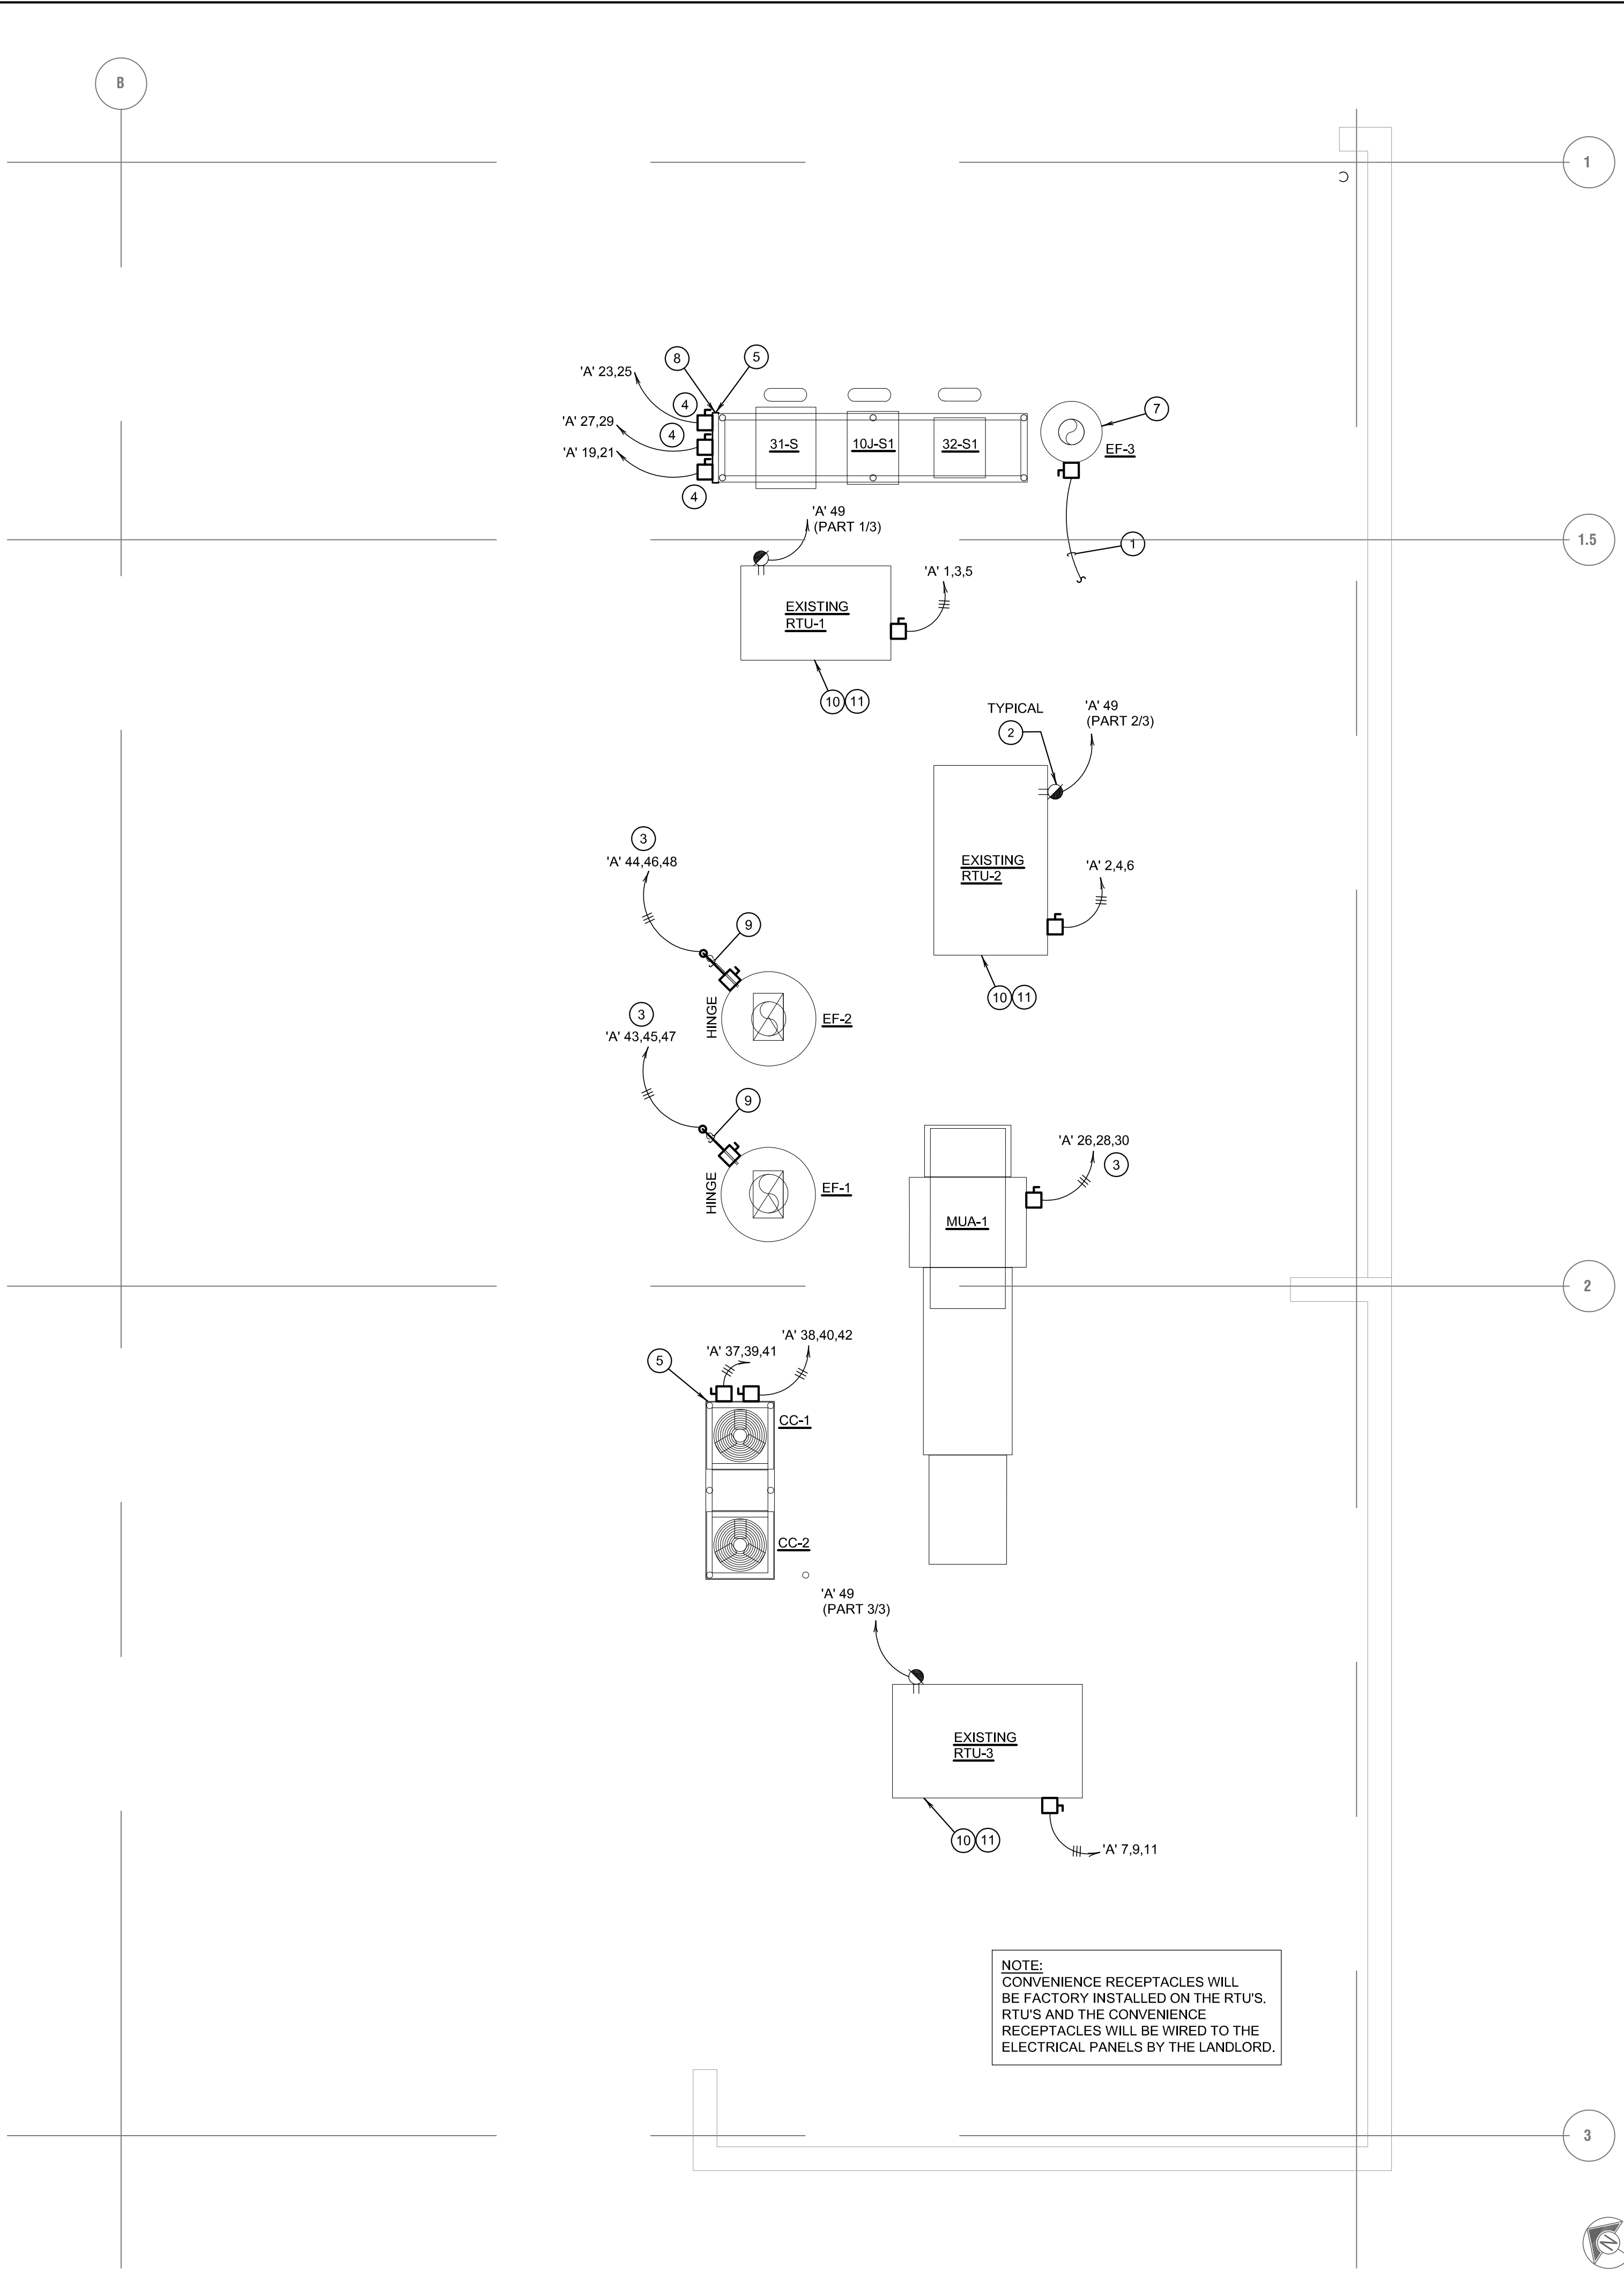 B
1
8
5
'A' 23,25
4
'A' 27,29
4
'A' 19,21
4
31-S
10J-S1
32-S1
7
EF-3
'A' 49
(PART 1/3)
1
1.5
'A' 1,3,5
EXISTING
RTU-1
10 11
TYPICAL
2
'A' 49
(PART 2/3)
3
'A' 44,46,48
EXISTING
RTU-2
'A' 2,4,6
9
HINGE
EF-2
10 11
3
'A' 43,45,47
9
HINGE
EF-1
'A' 26,28,30
3
MUA-1
2
'A' 38,40,42
'A' 37,39,41
5
CC-1
CC-2
'A' 49
(PART 3/3)
EXISTING
RTU-3
10 11
'A' 7,9,11
NOTE:
CONVENIENCE RECEPTACLES WILL
BE FACTORY INSTALLED ON THE RTU'S.
RTU'S AND THE CONVENIENCE
RECEPTACLES WILL BE WIRED TO THE
ELECTRICAL PANELS BY THE LANDLORD.
3
N